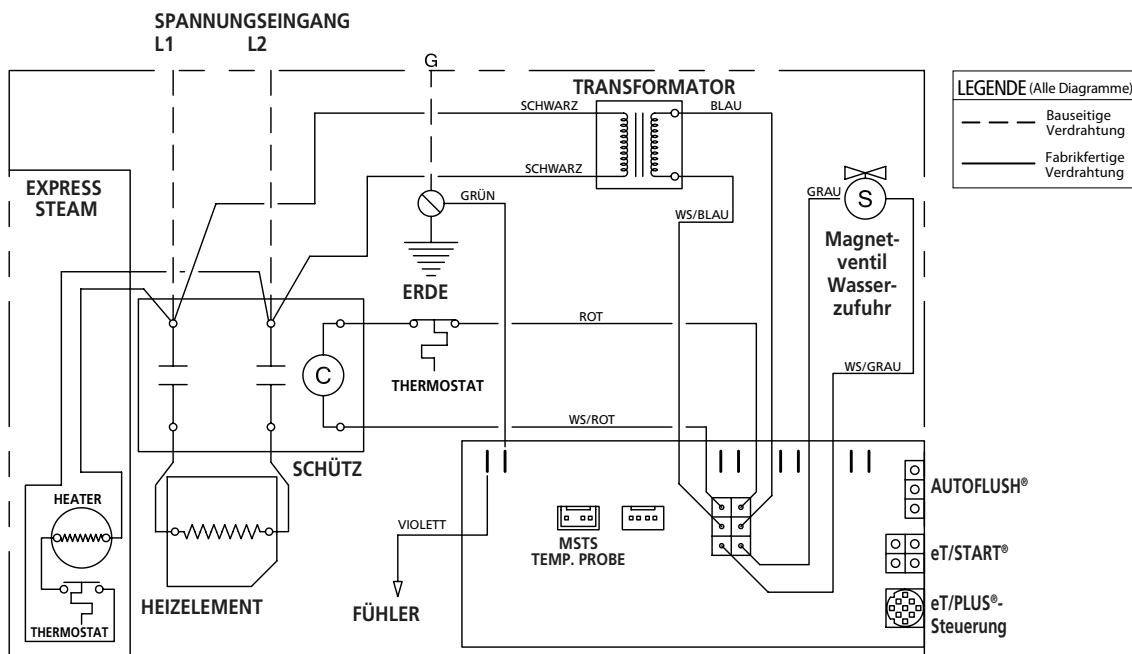 SPANNUNGSEINGANG
L1
L2
G
TRANSFORMATOR
SCHWARZ
BLAU
LEGENDE (Alle Diagramme)
Bauseitige
Verdrahtung
Fabrikfertige
Verdrahtung
EXPRESS
STEAM
SCHWARZ
GRÜN
WS/BLAU
GRAU
S
Magnet-
ventil
Wasser-
zufuhr
ERDE
ROT
C
THERMOSTAT
WS/GRAU
WS/ROT
SCHÜTZ
HEATER
VIOLETT
MSTS
TEMP. PROBE
AUTOFLUSH®
eT/START®
HEIZELEMENT
FÜHLER
eT/PLUS®-
Steuerung
THERMOSTAT